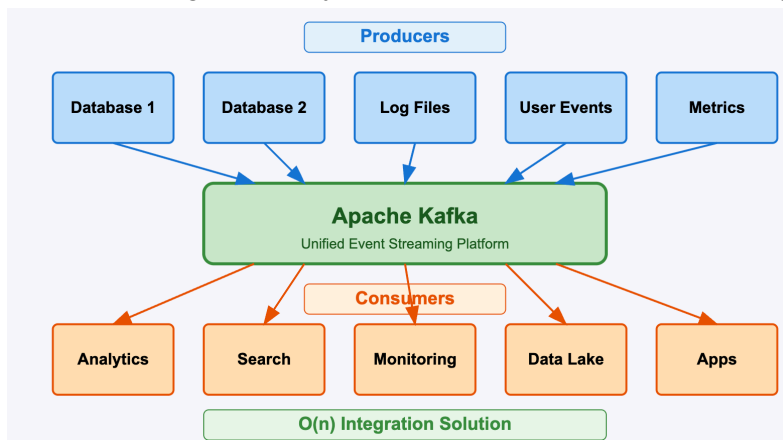 Producers
Database 1
Database 2
Log Files
User Events
Metrics
Apache Kafka
Unified Event Streaming Platform
Consumers
Analytics
Search
Monitoring
Data Lake
Apps
O(n) Integration Solution